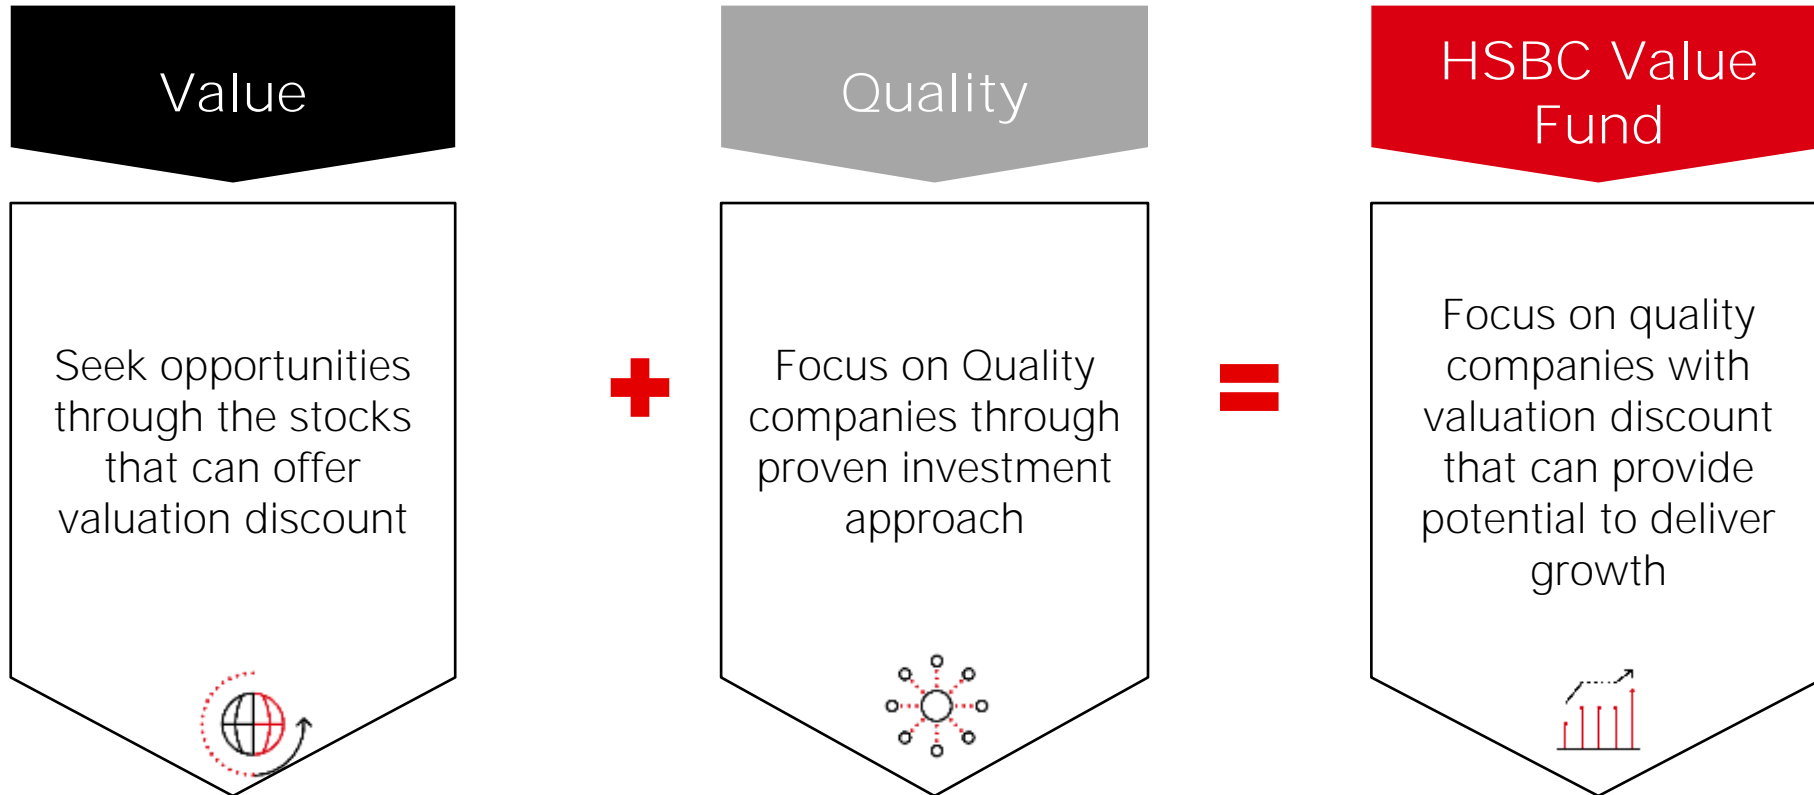 Value
Seek opportunities
through the stocks
that can offer
valuation discount
Quality
Focus on Quality
companies through
proven investment
approach
HSBC Value
Fund
Focus on quality
companies with
valuation discount
that can provide
potential to deliver
growth